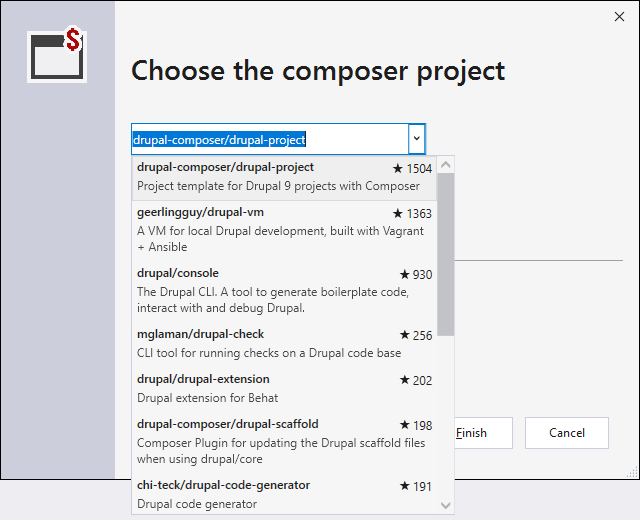 $
Choose the composer project
drupal-composer/drupal-project
drupal-composer/drupal-project ★ 1504
Project template for Drupal 9 projects with Composer
geerlingguy/drupal-vm ★ 1363
A VM for local Drupal development, built with Vagrant
+ Ansible
drupal/console ★ 930
The Drupal CLI. A tool to generate boilerplate code,
interact with and debug Drupal.
mglaman/drupal-check ★ 256
CLI tool for running checks on a Drupal code base
drupal/drupal-extension ★ 202
Drupal extension for Behat
drupal-composer/drupal-scaffold ★ 198
Composer Plugin for updating the Drupal scaffold files
when using drupal/core
Finish Cancel
chi-teck/drupal-code-generator ★ 191
Drupal code generator